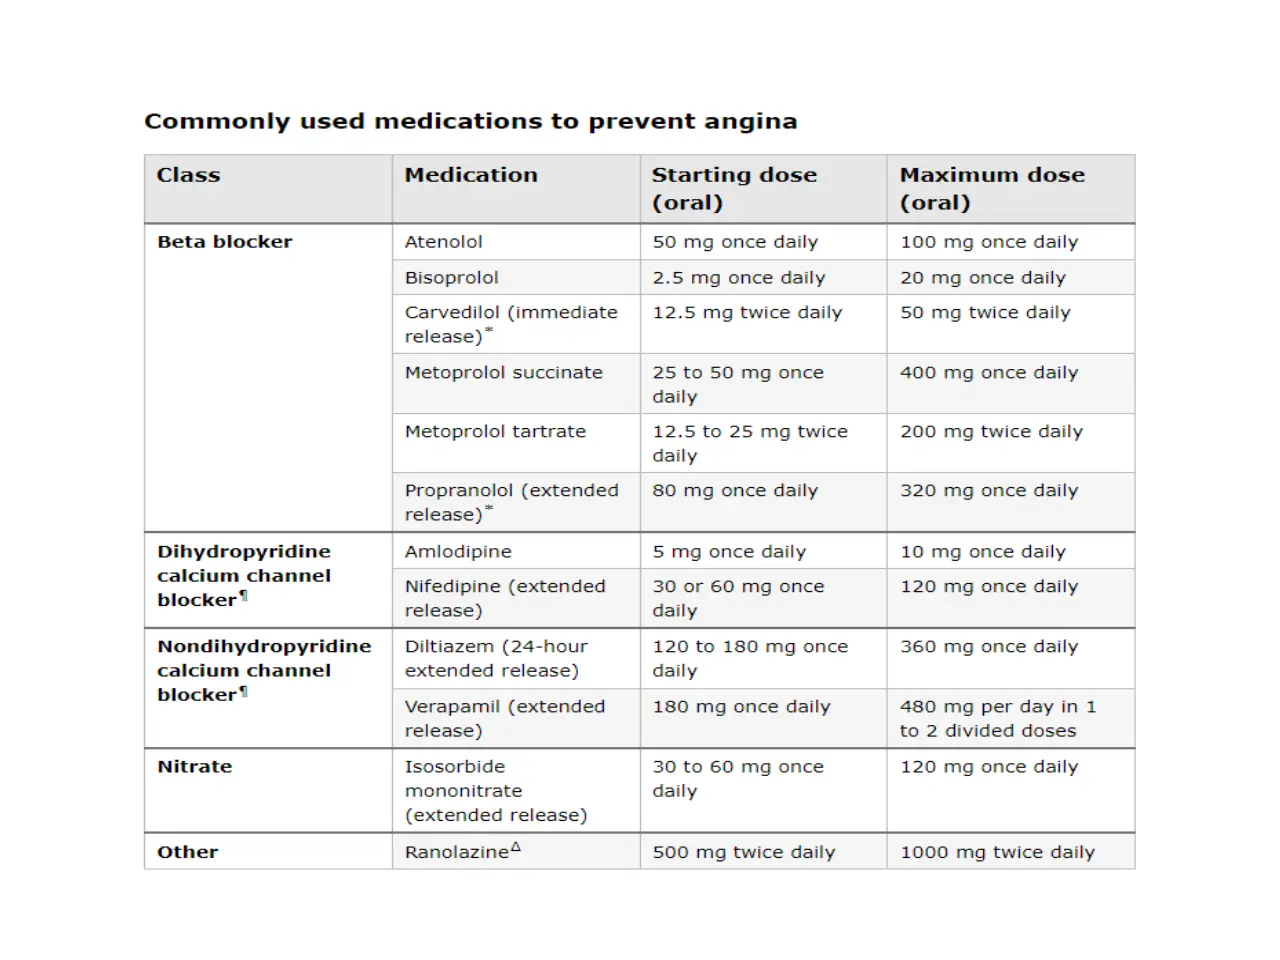 Commonly used medications to prevent angina
Class Medication Starting dose (oral) Maximum dose (oral)
Beta blocker Atenolol 50 mg once daily 100 mg once daily
Bisoprolol 2.5 mg once daily 20 mg once daily
Carvedilol (immediate release)* 12.5 mg twice daily 50 mg twice daily
Metoprolol succinate 25 to 50 mg once daily 400 mg once daily
Metoprolol tartrate 12.5 to 25 mg twice daily 200 mg twice daily
Propranolol (extended release)* 80 mg once daily 320 mg once daily
Dihydropyridine calcium channel blocker¶ Amlodipine 5 mg once daily 10 mg once daily
Nifedipine (extended release) 30 or 60 mg once daily 120 mg once daily
Nondihydropyridine calcium channel blocker¶ Diltiazem (24-hour extended release) 120 to 180 mg once daily 360 mg once daily
Verapamil (extended release) 180 mg once daily 480 mg per day in 1 to 2 divided doses
Nitrate Isosorbide mononitrate (extended release) 30 to 60 mg once daily 120 mg once daily
Other RanolazineΔ 500 mg twice daily 1000 mg twice daily